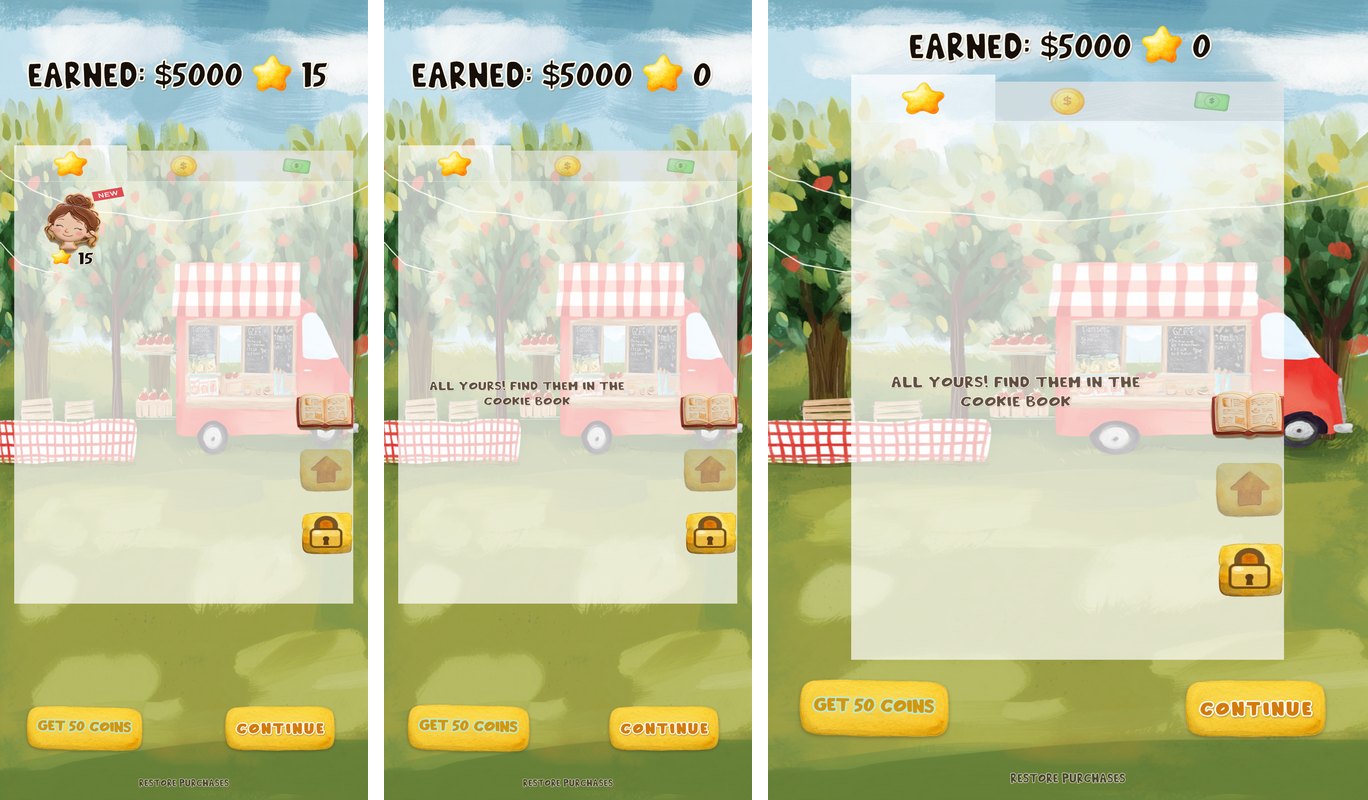 EARNED: $5000 15
NEW
15
GET 50 COINS
CONTINUE
RESTORE PURCHASES
EARNED: $5000 0
ALL YOURS! FIND THEM IN THE
COOKIE BOOK
GET 50 COINS
CONTINUE
RESTORE PURCHASES
EARNED: $5000 0
ALL YOURS! FIND THEM IN THE
COOKIE BOOK
GET 50 COINS
CONTINUE
RESTORE PURCHASES